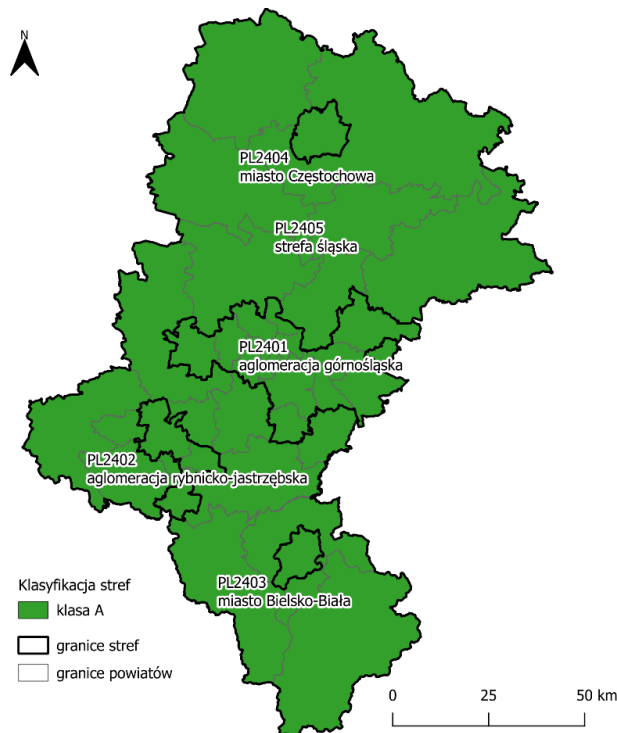 N
PL2404
miasto Częstochowa
PL2405
strefa śląska
PL2401
aglomeracja górnośląska
PL2402
aglomeracja rybnicko-jastrzębska
PL2403
miasto Bielsko-Biała
Klasyfikacja stref
klasa A
granice stref
granice powiatów
0 25 50 km